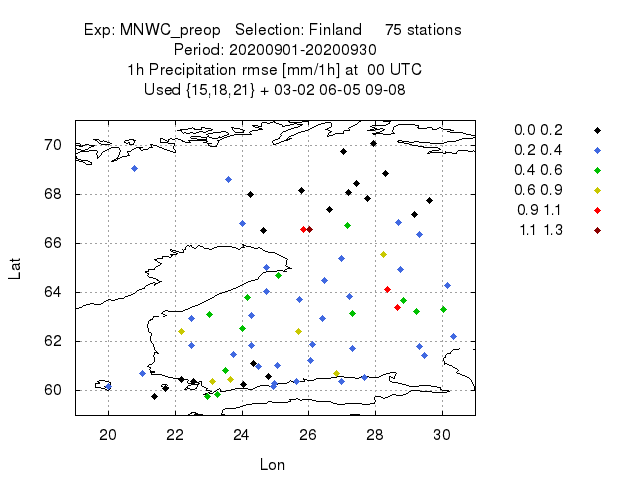 Exp: MNWC_preop   Selection: Finland     75 stations
Period: 20200901-20200930
1h Precipitation rmse [mm/1h] at  00 UTC
Used {15,18,21} + 03-02 06-05 09-08
0.0 0.2
0.2 0.4
0.4 0.6
0.6 0.9
0.9 1.1
1.1 1.3
70
68
66
64
62
60
Lat
20 22 24 26 28 30
Lon